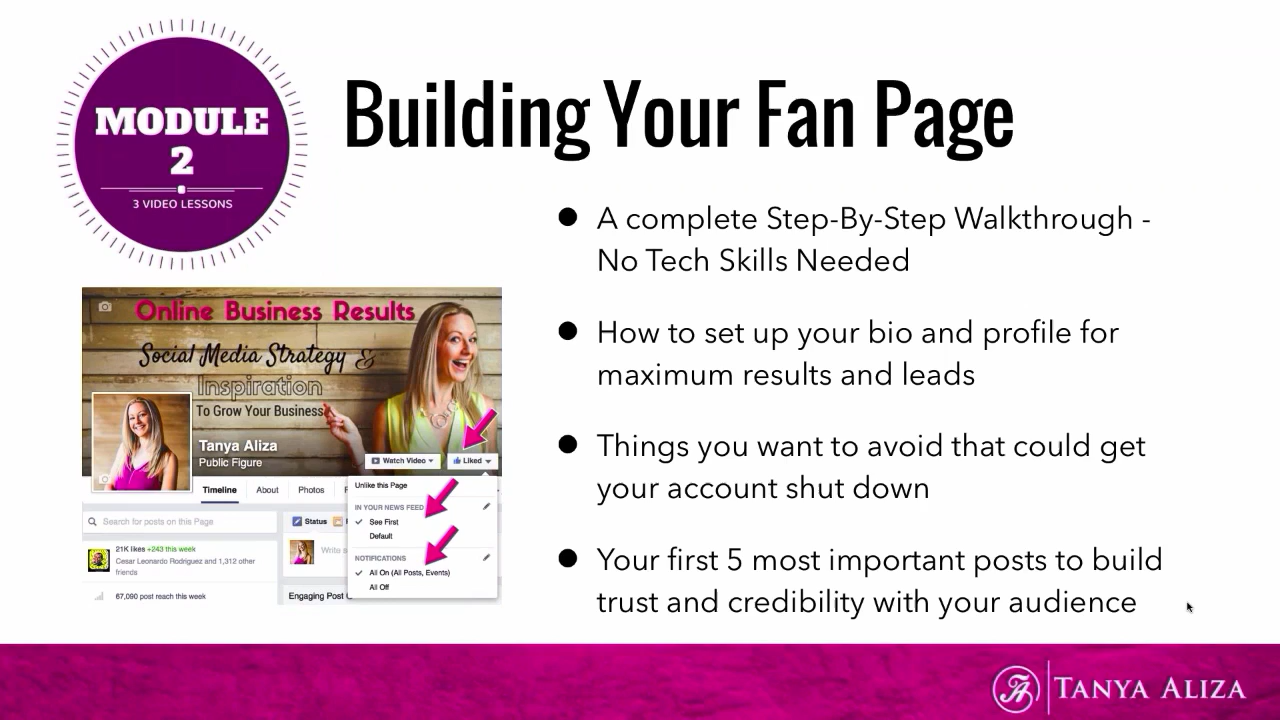 MODULE
2
3 VIDEO LESSONS
Building Your Fan Page
A complete Step-By-Step Walkthrough -
No Tech Skills Needed
How to set up your bio and profile for
maximum results and leads
Things you want to avoid that could get
your account shut down
Your first 5 most important posts to build
trust and credibility with your audience
Online Business Results
Social Media Strategy &
Inspiration
To Grow Your Business
Tanya Aliza
Public Figure
Watch Video
Liked
Timeline About Photos
Unlike this Page
IN YOUR NEWS FEED
See First
Default
NOTIFICATIONS
All On (All Posts, Events)
All Off
Search for posts on this Page
Status
Write s
21K likes +243 this week
Cesar Leonardo Rodriguez and 1,312 other
friends
67,090 post reach this week
Engaging Post
TA
TANYA ALIZA